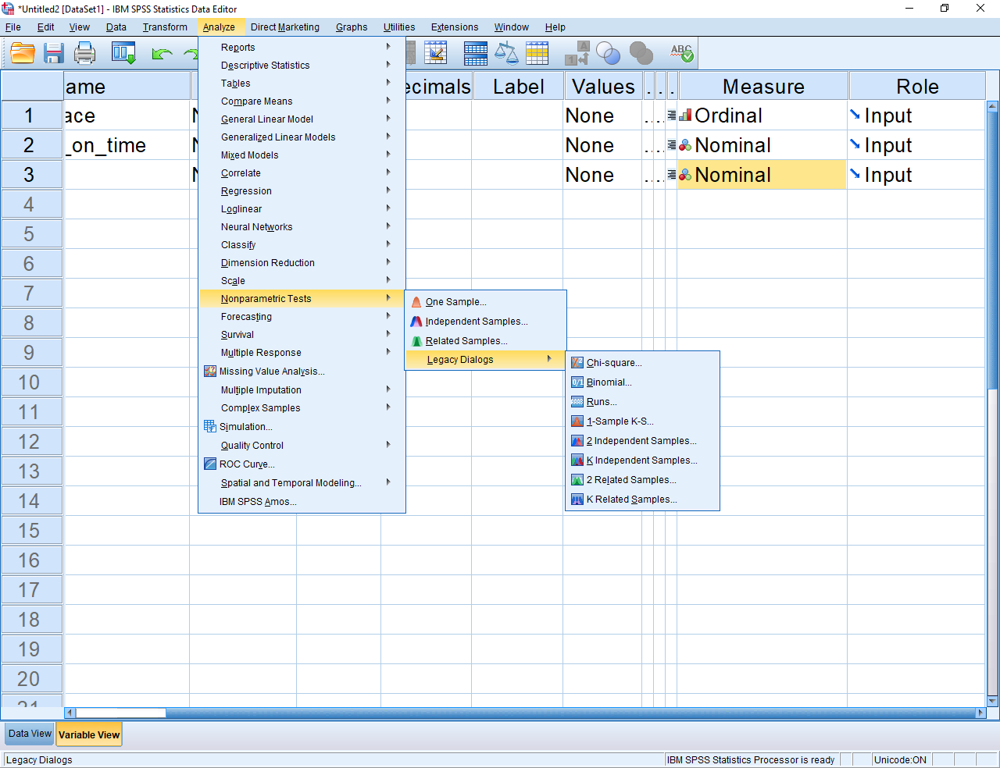 *Untitled2 [DataSet1] - IBM SPSS Statistics Data Editor
File Edit View Data Transform Analyze Direct Marketing Graphs Utilities Extensions Window Help
ABC
ame ecimals Label Values . . . Measure Role
1 ace None ... Ordinal Input
2 _on_time None ... Nominal Input
3 None ... Nominal Input
4
5
6
7
8
9
10
11
12
13
14
15
16
17
18
19
20
21
Reports
Descriptive Statistics
Tables
Compare Means
General Linear Model
Generalized Linear Models
Mixed Models
Correlate
Regression
Loglinear
Neural Networks
Classify
Dimension Reduction
Scale
Nonparametric Tests
Forecasting
Survival
Multiple Response
Missing Value Analysis...
Multiple Imputation
Complex Samples
Simulation...
Quality Control
ROC Curve...
Spatial and Temporal Modeling...
IBM SPSS Amos...
One Sample...
Independent Samples...
Related Samples...
Legacy Dialogs
Chi-square...
Binomial...
Runs...
1-Sample K-S...
2 Independent Samples...
K Independent Samples...
2 Related Samples...
K Related Samples...
Data View Variable View
Legacy Dialogs IBM SPSS Statistics Processor is ready Unicode:ON